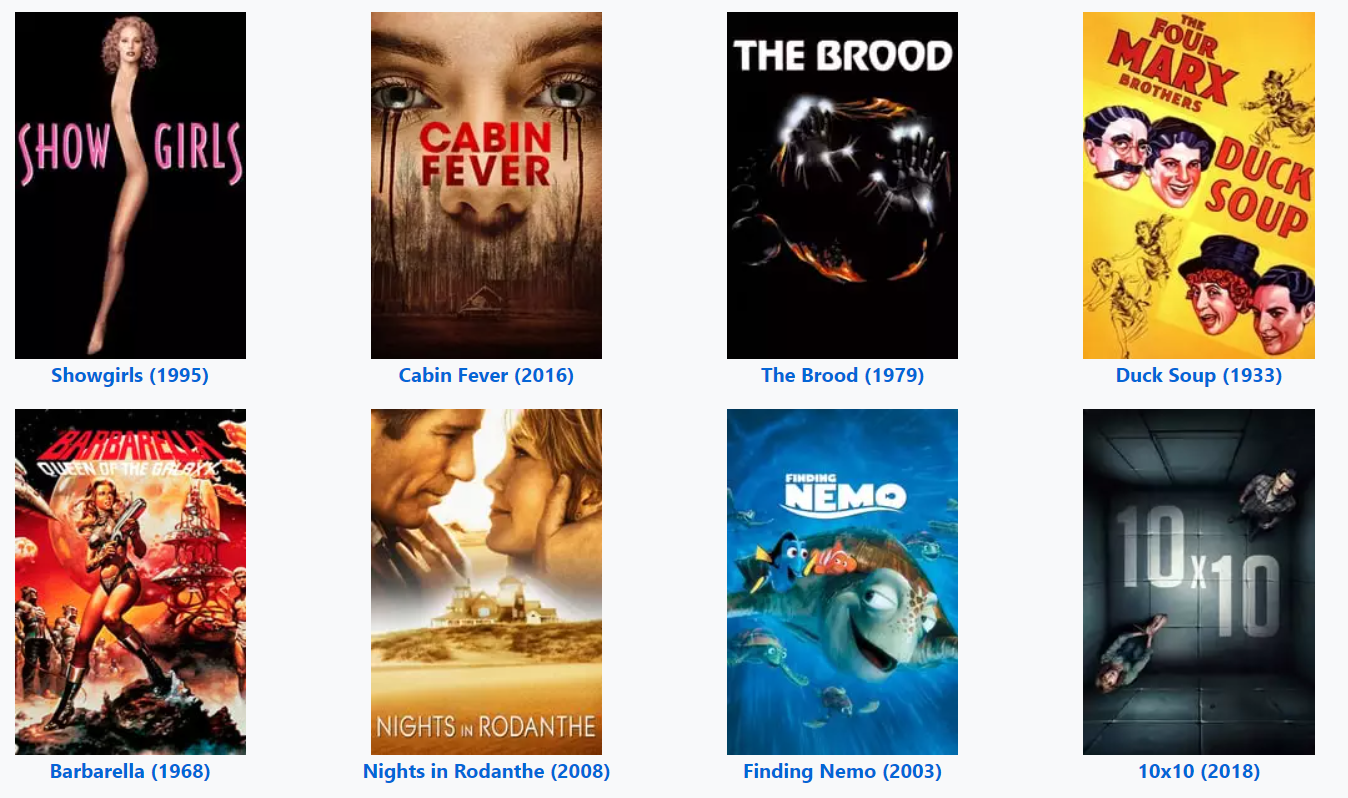 SHOW GIRLS
CABIN
FEVER
THE BROOD
THE
FOUR
MARX
BROTHERS
DUCK
SOUP
Showgirls (1995)
Cabin Fever (2016)
The Brood (1979)
Duck Soup (1933)
BARBARELLA
QUEEN OF THE GALAXY
NIGHTS IN RODANTHE
FINDING
NEMO
10x10
Barbarella (1968)
Nights in Rodanthe (2008)
Finding Nemo (2003)
10x10 (2018)